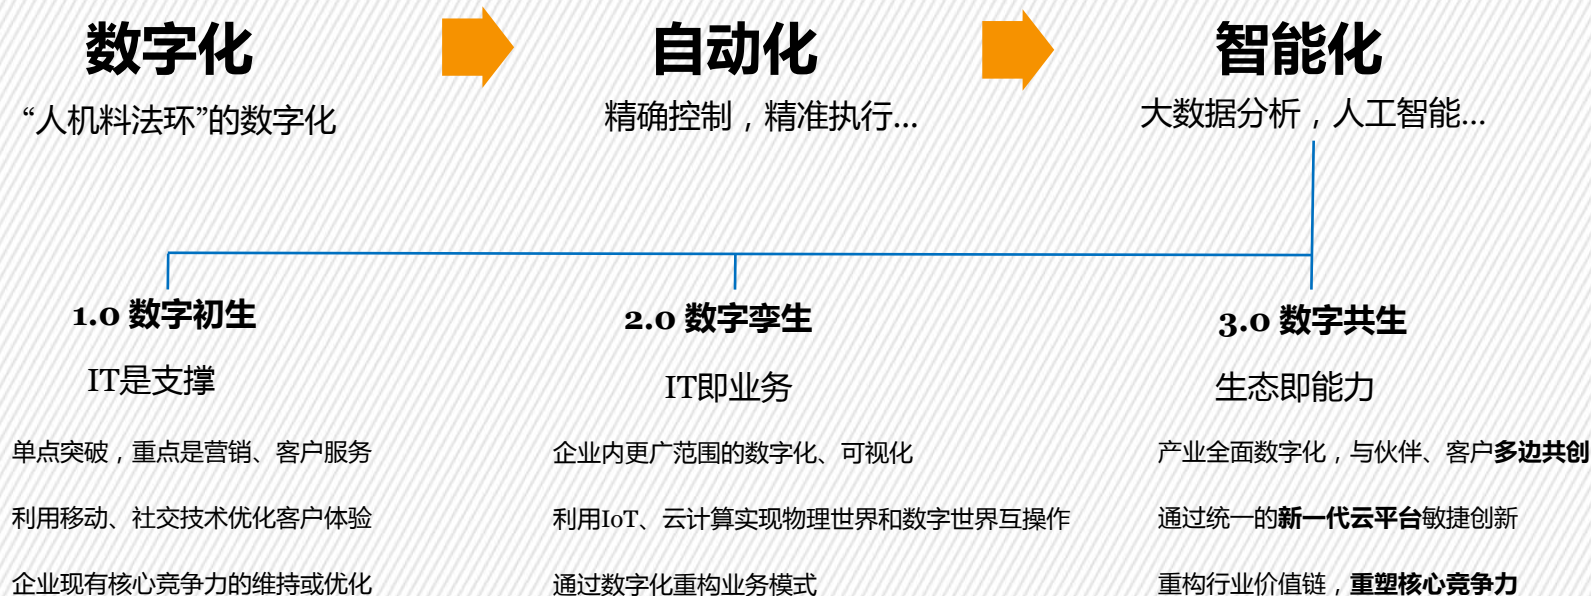 数字化
自动化
智能化
“人机料法环”的数字化
精确控制，精准执行...
大数据分析，人工智能...
1.0 数字初生
2.0 数字孪生
3.0 数字共生
IT是支撑
IT即业务
生态即能力
单点突破，重点是营销、客户服务
企业内更广范围的数字化、可视化
产业全面数字化，与伙伴、客户多边共创
利用移动、社交技术优化客户体验
利用IoT、云计算实现物理世界和数字世界互操作
通过统一的新一代云平台敏捷创新
企业现有核心竞争力的维持或优化
通过数字化重构业务模式
重构行业价值链，重塑核心竞争力